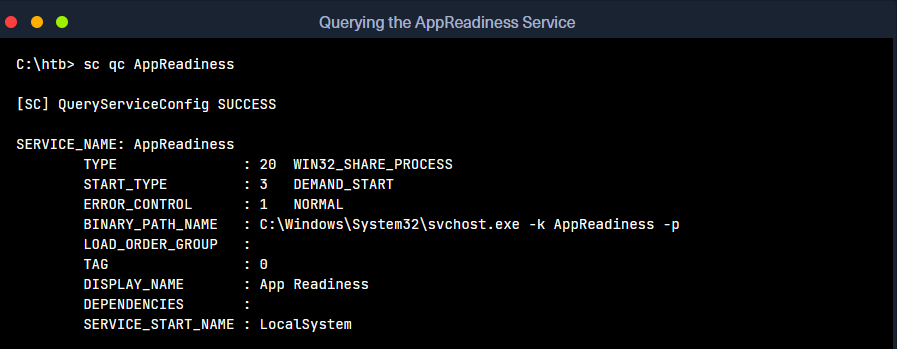 Querying the AppReadiness Service
C:\htb> sc qc AppReadiness
[SC] QueryServiceConfig SUCCESS
SERVICE_NAME: AppReadiness
TYPE : 20 WIN32_SHARE_PROCESS
START_TYPE : 3 DEMAND_START
ERROR_CONTROL : 1 NORMAL
BINARY_PATH_NAME : C:\Windows\System32\svchost.exe -k AppReadiness -p
LOAD_ORDER_GROUP :
TAG : 0
DISPLAY_NAME : App Readiness
DEPENDENCIES :
SERVICE_START_NAME : LocalSystem